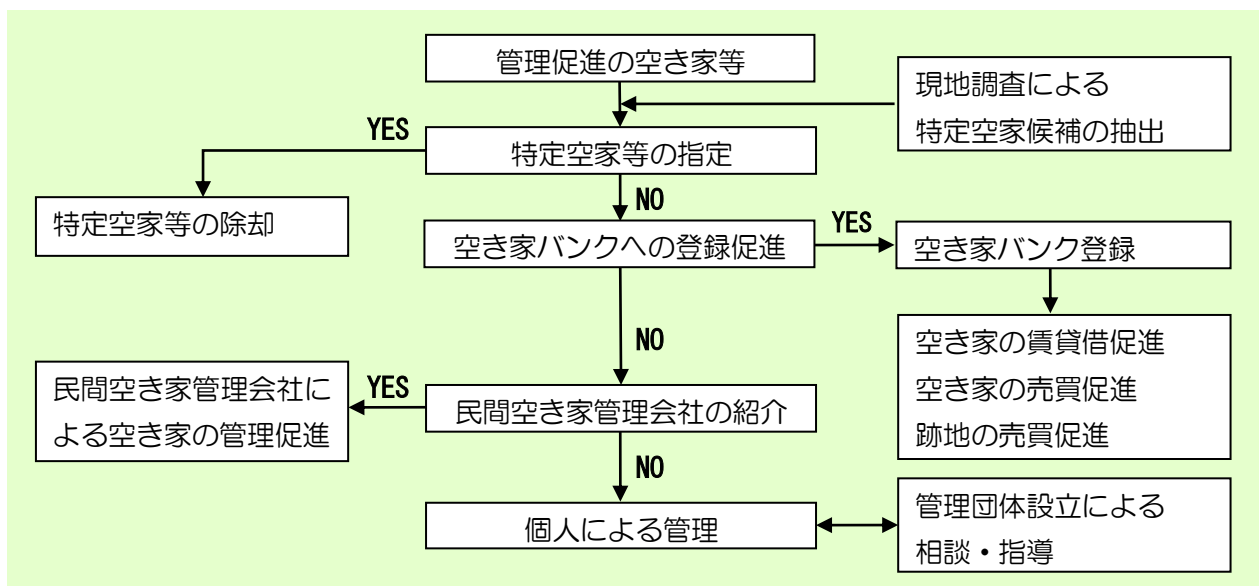 管理促進の空き家等
現地調査による
特定空家候補の抽出
YES
特定空家等の指定
NO
特定空家等の除却
空き家バンクへの登録促進
YES
空き家バンク登録
NO
空き家の賃貸借促進
空き家の売買促進
跡地の売買促進
民間空き家管理会社に
よる空き家の管理促進
YES
民間空き家管理会社の紹介
NO
個人による管理
管理団体設立による
相談・指導